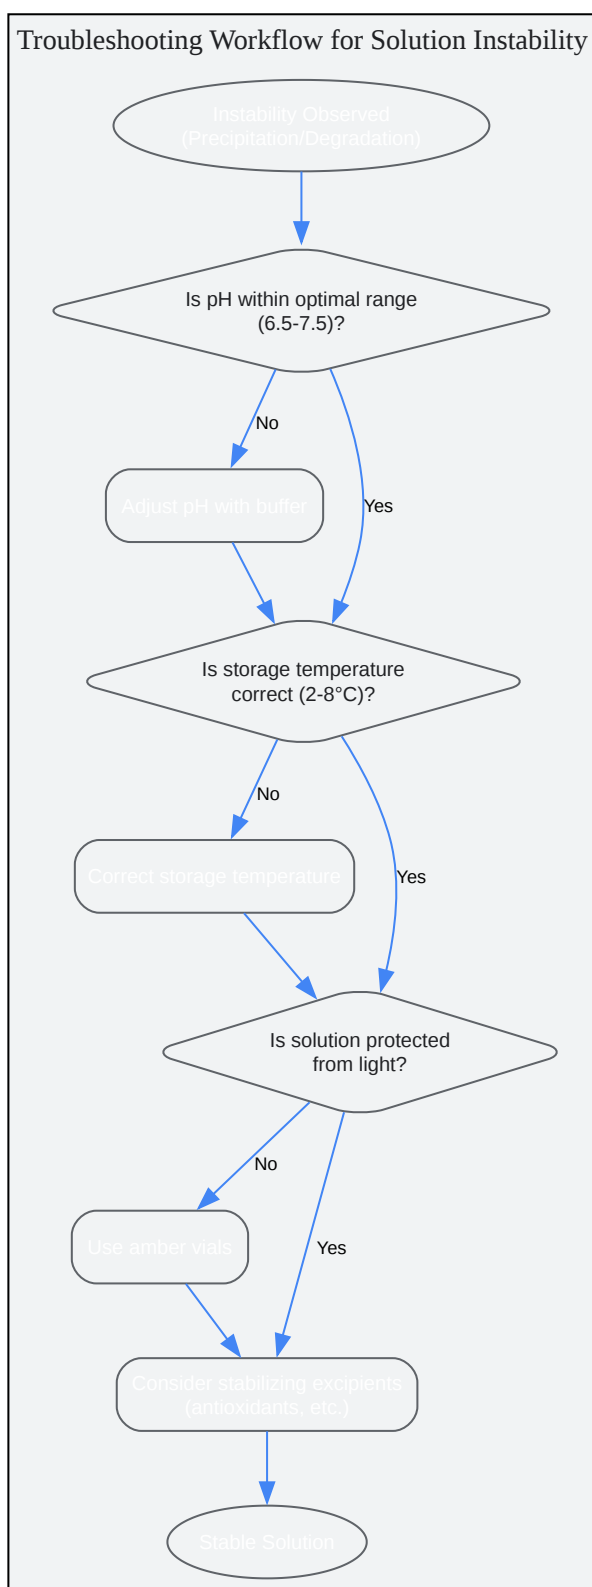 Troubleshooting Workflow for Solution Instability
Instability Observed
(Precipitation/Degradation)
Is pH within optimal range
(6.5-7.5)?
No
Yes
Adjust pH with buffer
Is storage temperature
correct (2-8°C)?
No
Yes
Correct storage temperature
Is solution protected
from light?
No
Yes
Use amber vials
Consider stabilizing excipients
(antioxidants, etc.)
Stable Solution